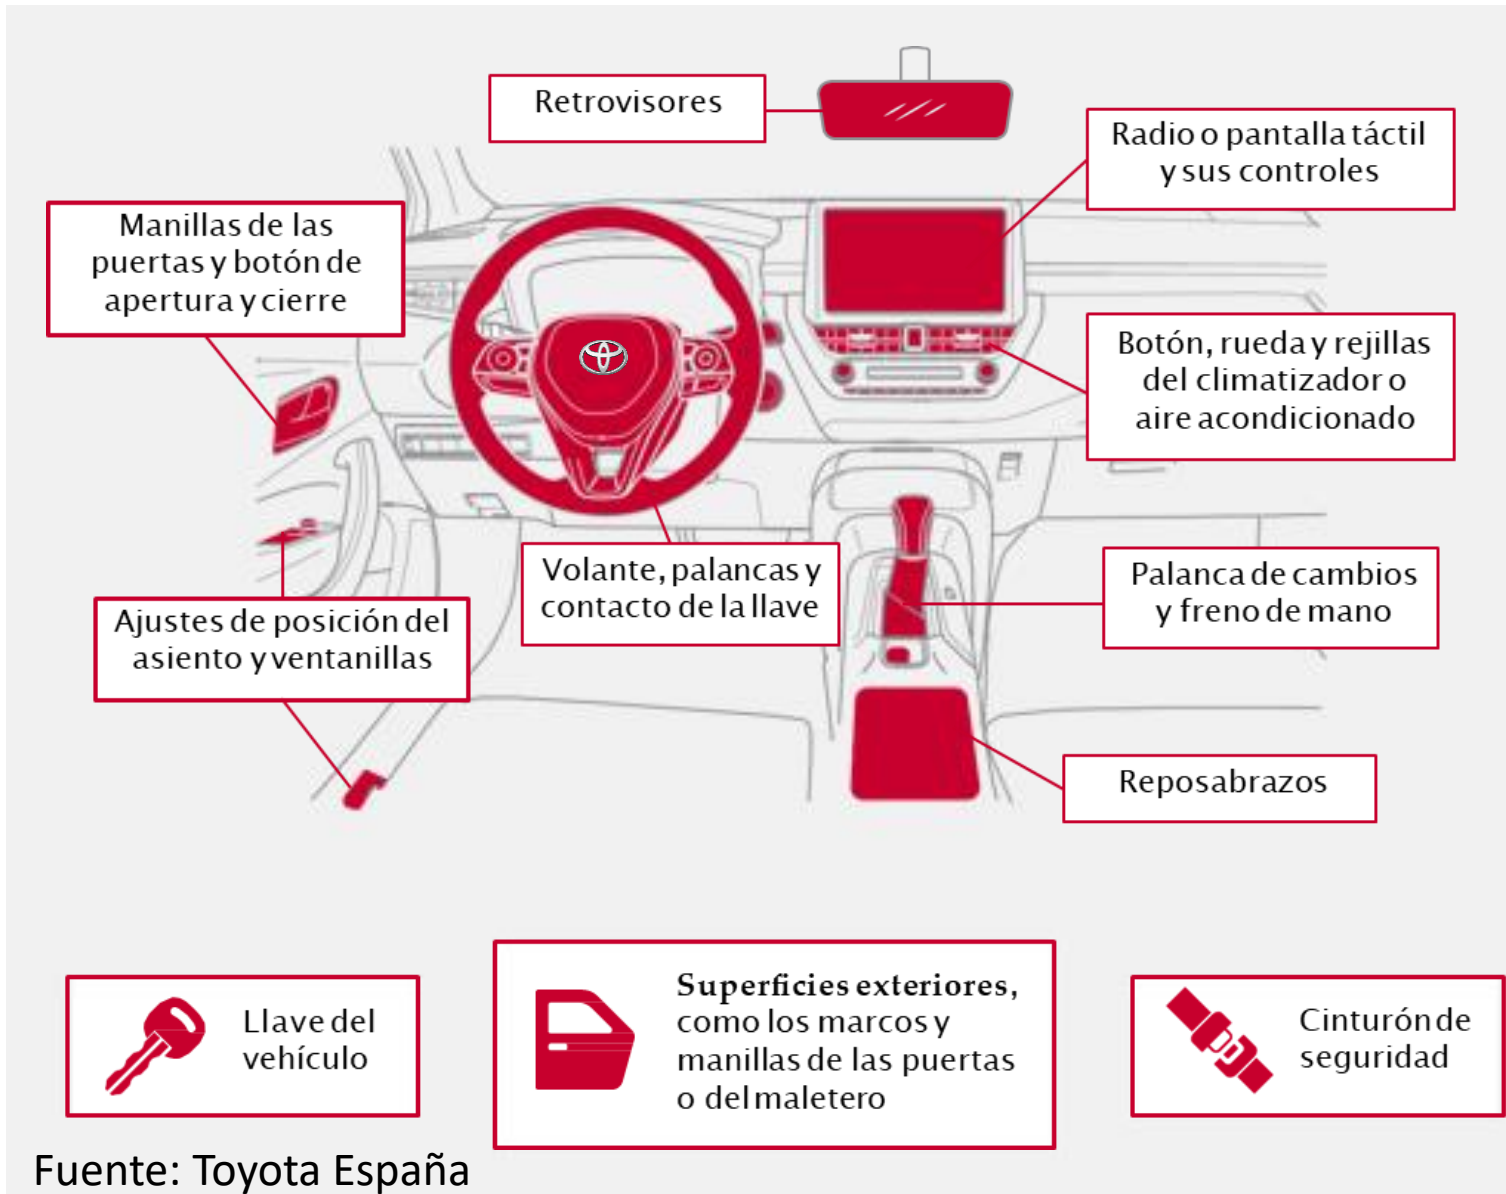 Retrovisores
Radio o pantalla táctil
y sus controles
Manillas de las
puertas y botón de
apertura y cierre
Botón, rueda y rejillas
del climatizador o
aire acondicionado
Volante, palancas y
contacto de la llave
Palanca de cambios
y freno de mano
Ajustes de posición del
asiento y ventanillas
Reposabrazos
Llave del
vehículo
Superficies exteriores,
como los marcos y
manillas de las puertas
o del maletero
Cinturón de
seguridad
Fuente: Toyota España